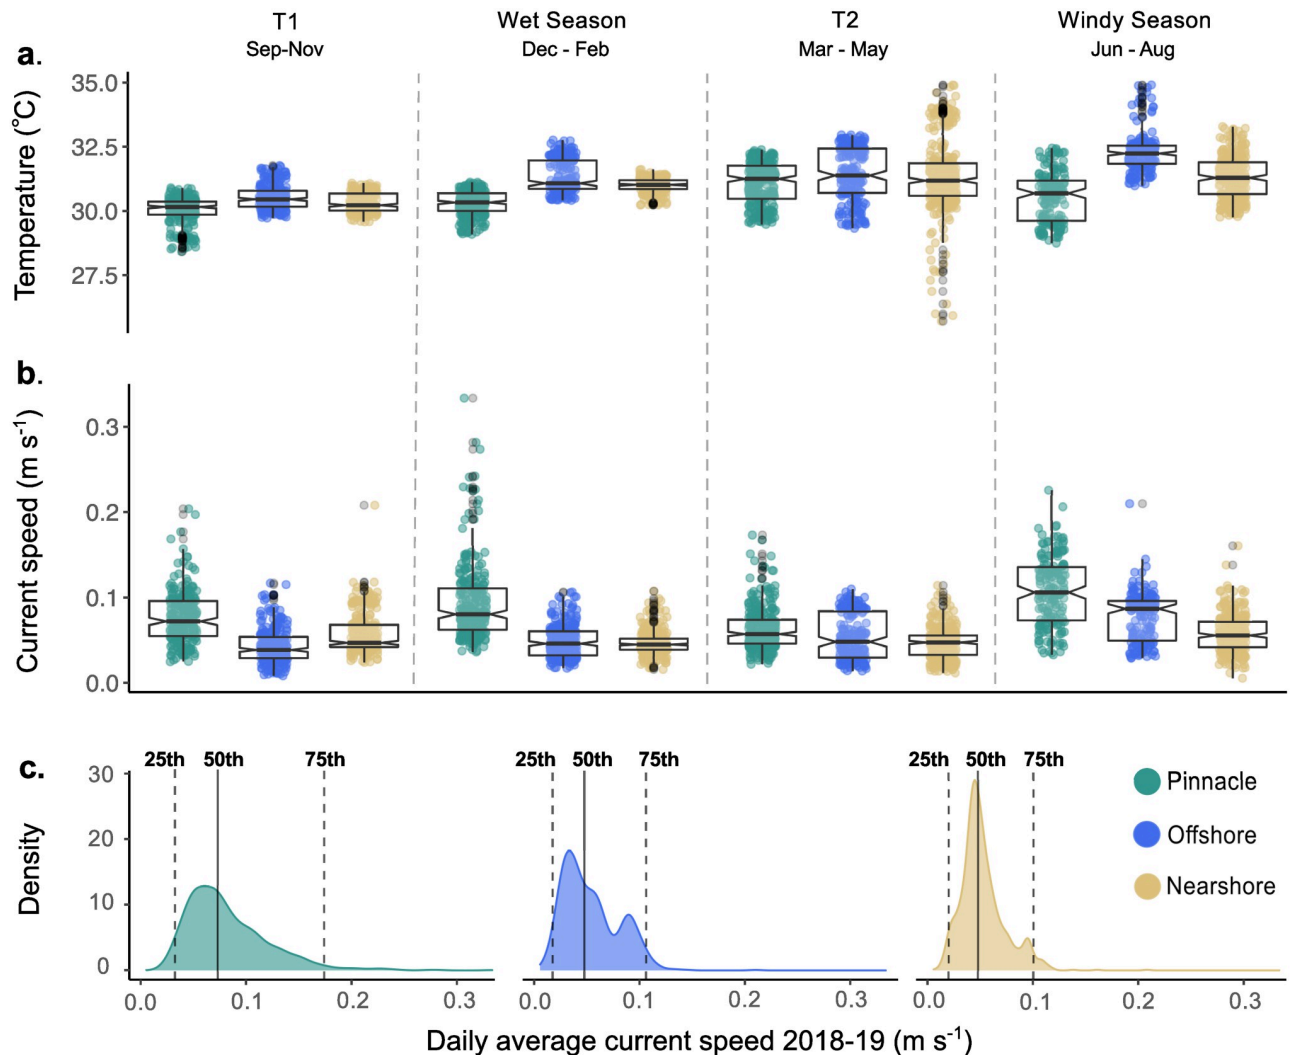 T1 Wet Season T2 Windy Season
a. Sep-Nov Dec - Feb Mar - May Jun - Aug
Temperature (°C)
35.0
32.5
30.0
27.5
b.
Current speed (m s⁻¹)
0.3
0.2
0.1
0.0
c. 25th 50th 75th 25th 50th 75th 25th 50th 75th
Density
30
20
10
0
Pinnacle
Offshore
Nearshore
0.0 0.1 0.2 0.3 0.0 0.1 0.2 0.3 0.0 0.1 0.2 0.3
Daily average current speed 2018-19 (m s⁻¹)